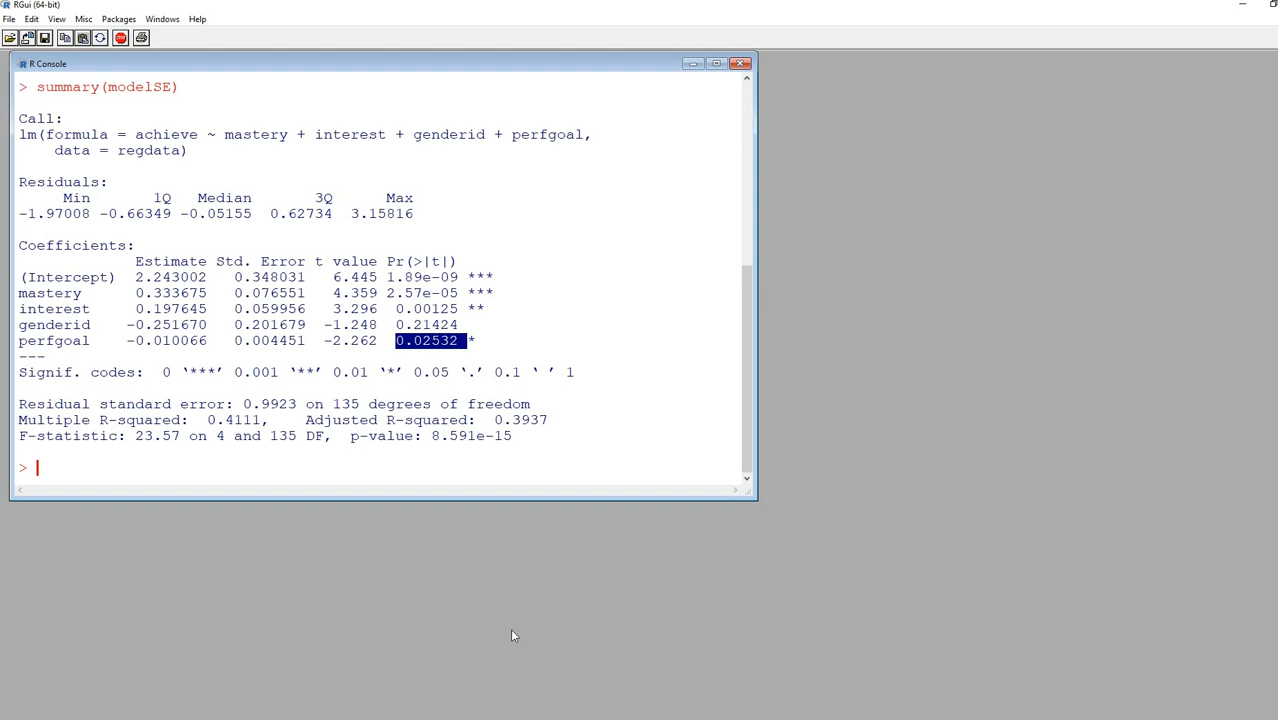 RGui (64-bit)
File Edit View Misc Packages Windows Help
STOP
R Console
> summary(modelSE)
Call:
lm(formula = achieve ~ mastery + interest + genderid + perfgoal,
    data = regdata)
Residuals:
     Min       1Q   Median       3Q      Max
-1.97008 -0.66349 -0.05155  0.62734  3.15816
Coefficients:
             Estimate Std. Error t value Pr(>|t|)
(Intercept)  2.243002   0.348031   6.445 1.89e-09 ***
mastery      0.333675   0.076551   4.359 2.57e-05 ***
interest     0.197645   0.059956   3.296  0.00125 **
genderid    -0.251670   0.201679  -1.248  0.21424
perfgoal    -0.010066   0.004451  -2.262  0.02532 *
---
Signif. codes:  0 ‘***’ 0.001 ‘**’ 0.01 ‘*’ 0.05 ‘.’ 0.1 ‘ ’ 1
Residual standard error: 0.9923 on 135 degrees of freedom
Multiple R-squared:  0.4111,    Adjusted R-squared:  0.3937
F-statistic: 23.57 on 4 and 135 DF,  p-value: 8.591e-15
>